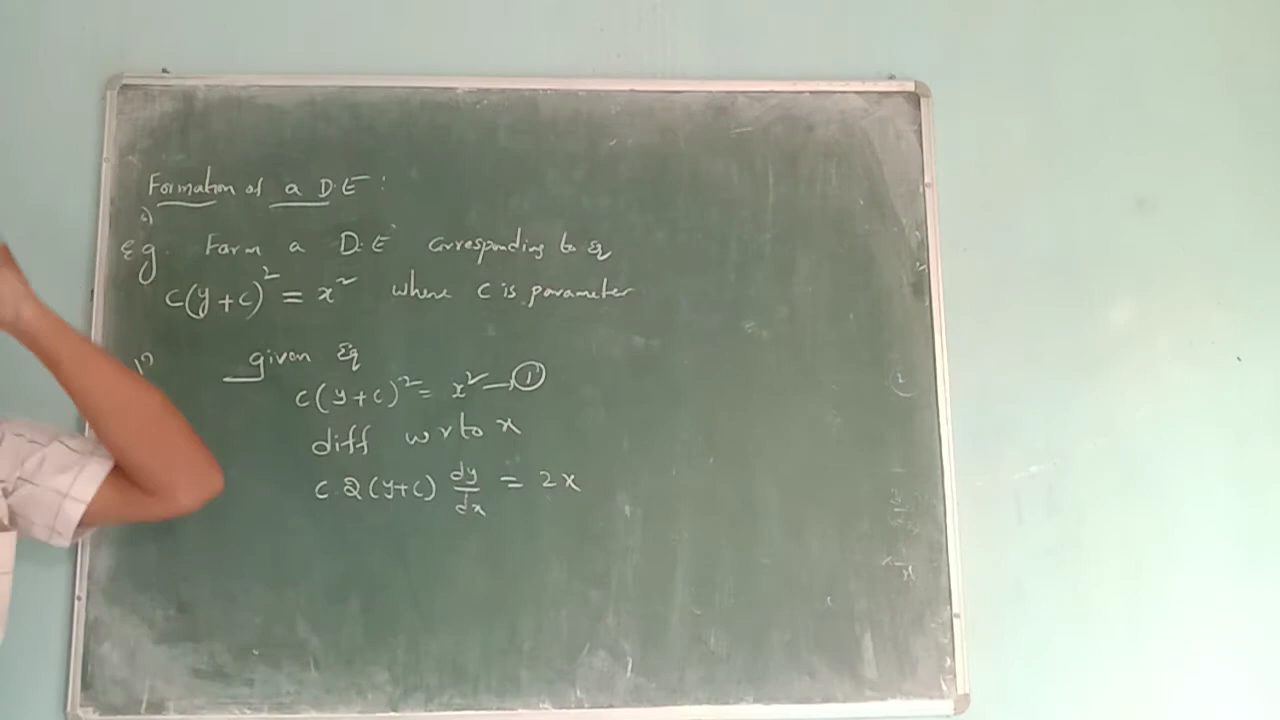 Formation of a D.E:
Eg. Form a D.E corresponding to Eq
c(y+c)² = x² where c is parameter
given Eq
c(y+c)² = x² → ①
diff w r to x
c 2(y+c) dy/dx = 2x